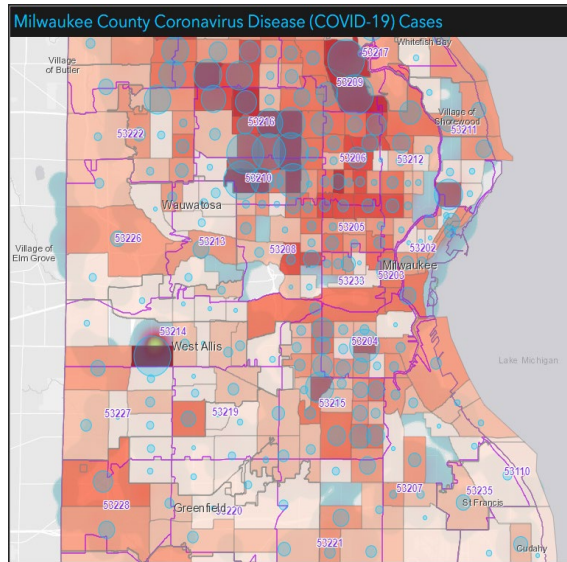 Milwaukee County Coronavirus Disease (COVID-19) Cases
Whitefish Bay
53217
Village
of Butler
53209
Village of
Shorewood
53216
53222
53211
53206
53212
53210
Wauwatosa
53226
53213
53208
53205
53202
Village of
Elm Grove
Milwaukee
53203
53233
53214
West Allis
53204
Lake Michigan
53215
53227
53219
53110
53207
53235
St Francis
53228
Greenfield
53220
53221
Cudahy